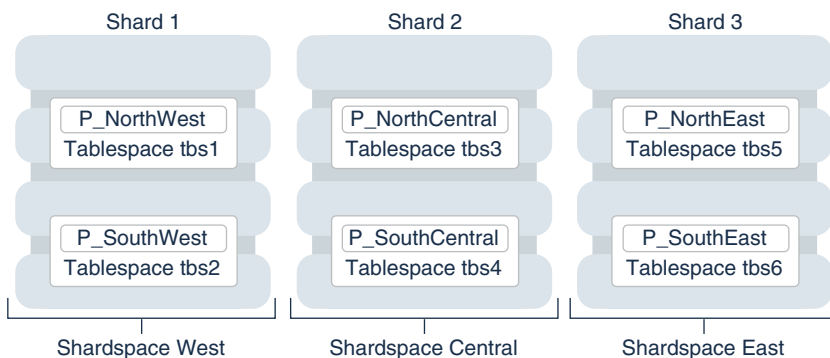 Shard 1
Shard 2
Shard 3
P_NorthWest
Tablespace tbs1
P_NorthCentral
Tablespace tbs3
P_NorthEast
Tablespace tbs5
P_SouthWest
Tablespace tbs2
P_SouthCentral
Tablespace tbs4
P_SouthEast
Tablespace tbs6
Shardspace West
Shardspace Central
Shardspace East